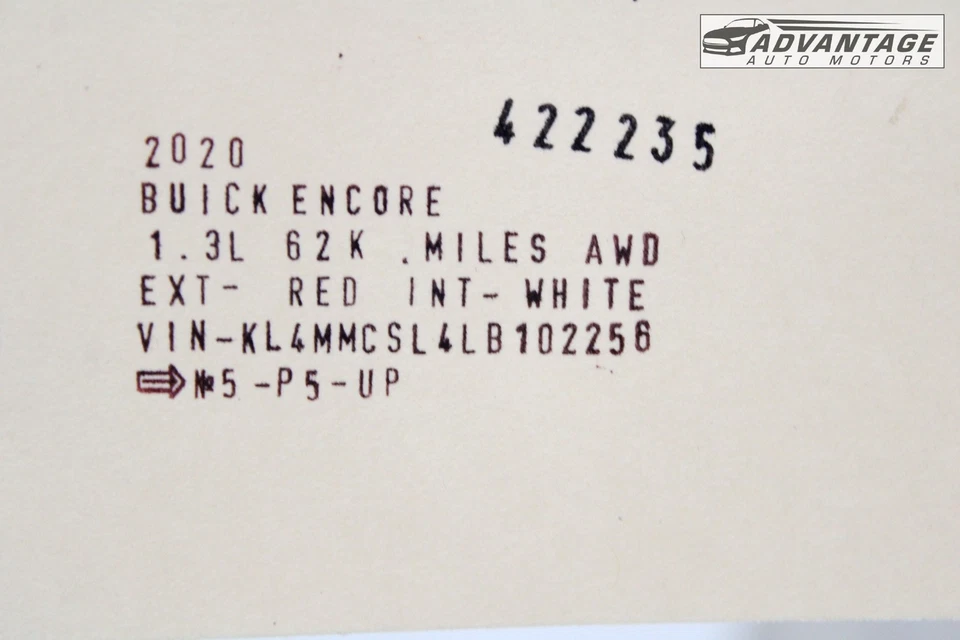 ADVANTAGE
AUTO MOTORS
422235
2020
BUICK ENCORE
1.3L 62K .MILES AWD
EXT- RED INT- WHITE
VIN-KL4MMCSL4LB102256
⇨№5-P5-UP